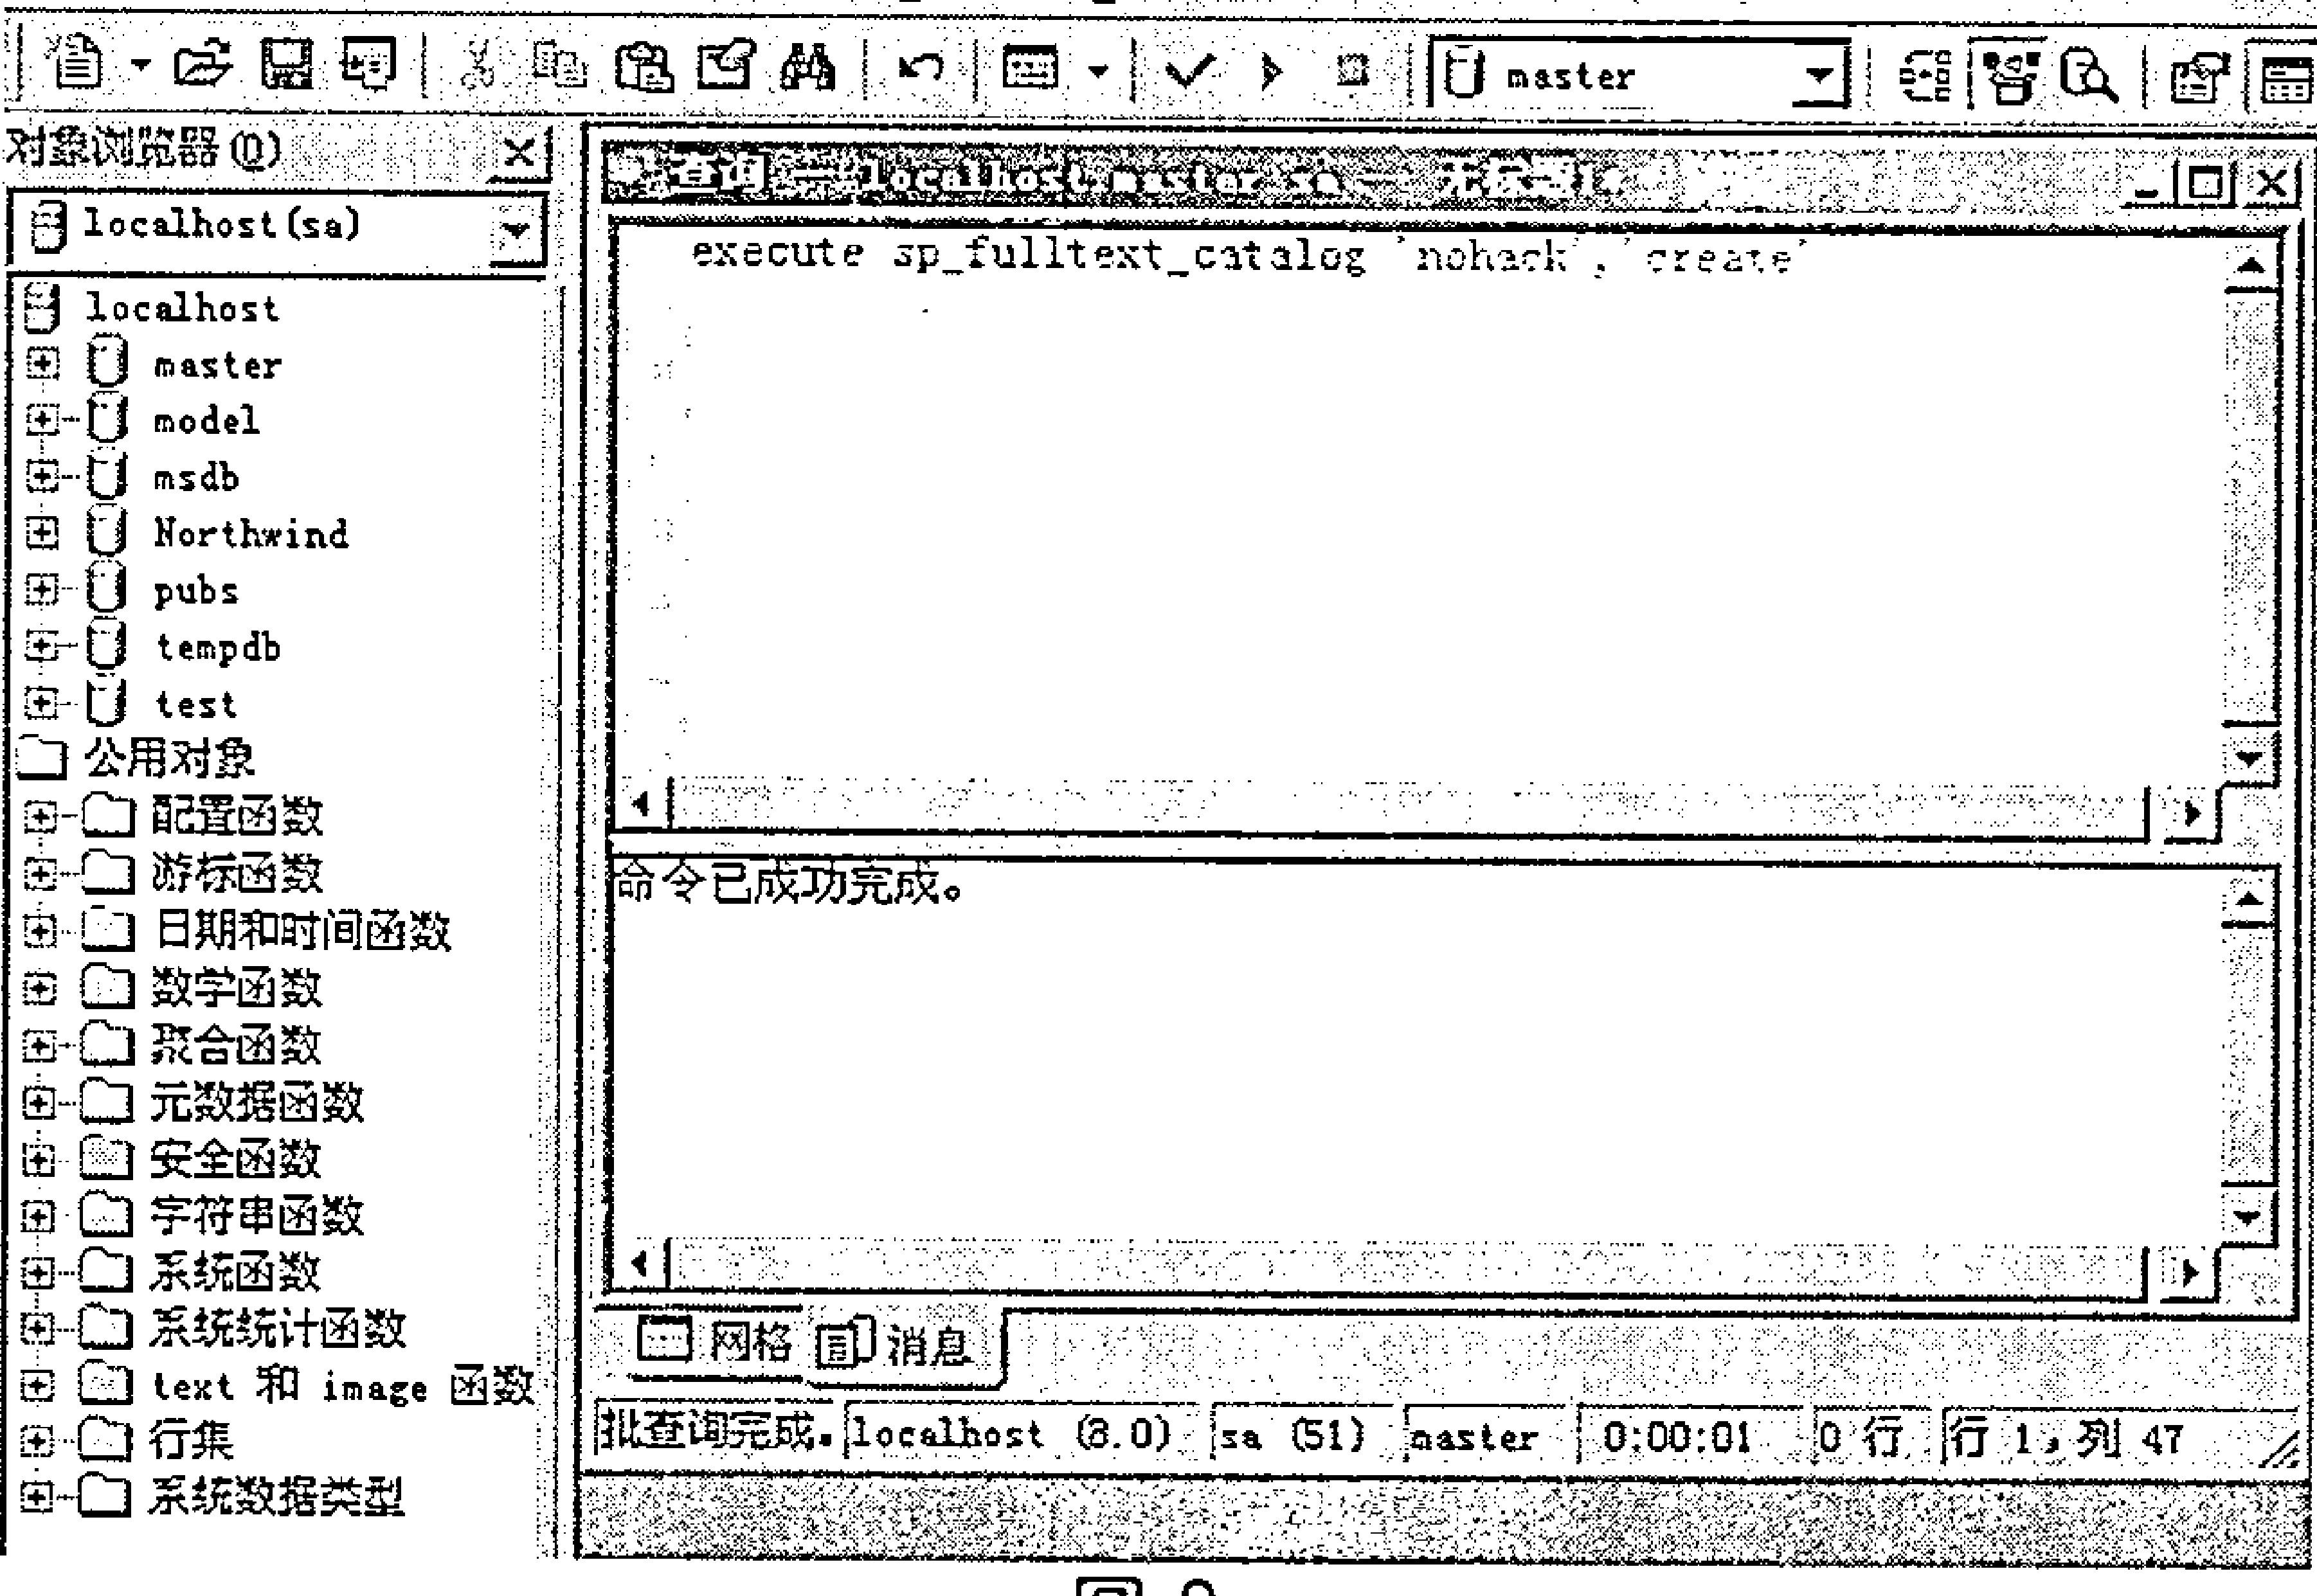 master
对象浏览器(O)
localhost(sa)
localhost
master
model
msdb
Northwind
pubs
tempdb
test
公用对象
配置函数
游标函数
日期和时间函数
数学函数
聚合函数
元数据函数
安全函数
字符串函数
系统函数
系统统计函数
text 和 image 函数
行集
系统数据类型
查询 localhost.master.sa
execute sp_fulltext_catalog 'nohack','create'
命令已成功完成。
网格 消息
批查询完成. localhost (8.0) sa (51) master 0:00:01 0 行 行 1, 列 47